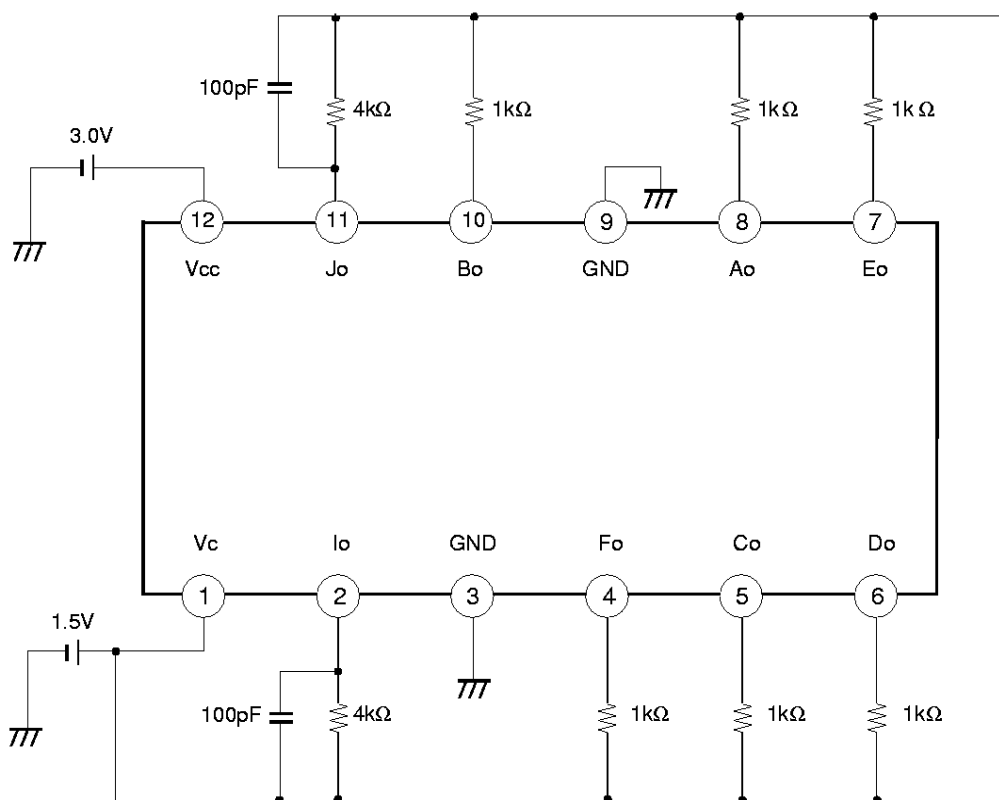 100pF 4kΩ 1kΩ 1kΩ 1kΩ
3.0V
12 11 10 9 8 7
Vcc Jo Bo GND Ao Eo
Vc Io GND Fo Co Do
1 2 3 4 5 6
1.5V
100pF 4kΩ 1kΩ 1kΩ 1kΩ